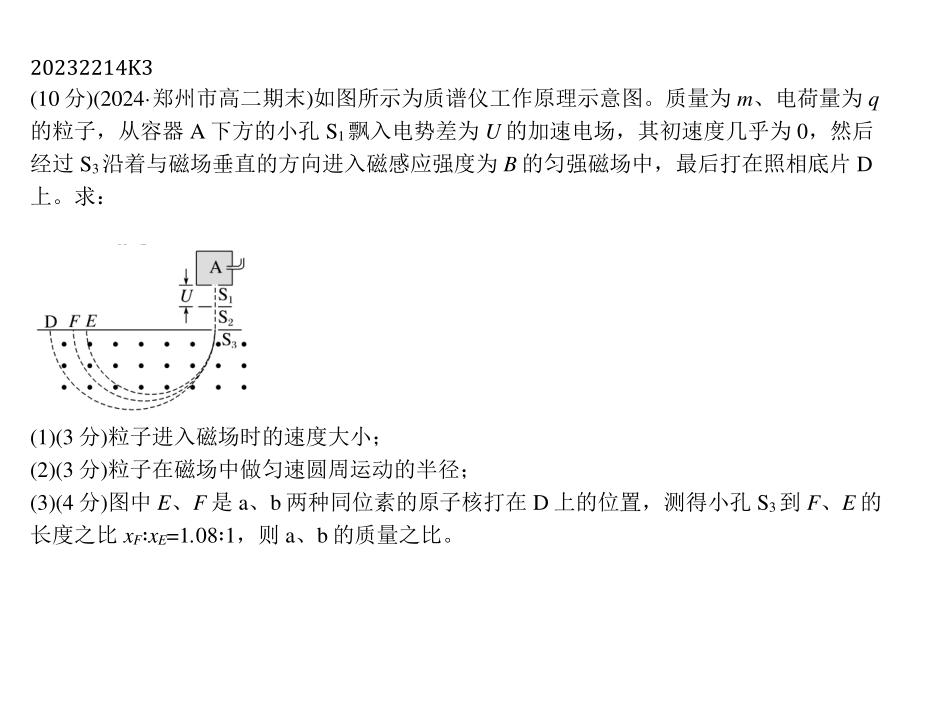 20232214K3
(10 分)(2024·郑州市高二期末)如图所示为质谱仪工作原理示意图。质量为 m、电荷量为 q
的粒子，从容器 A 下方的小孔 S₁飘入电势差为 U 的加速电场，其初速度几乎为 0，然后
经过 S₃沿着与磁场垂直的方向进入磁感应强度为 B 的匀强磁场中，最后打在照相底片 D
上。求：
A
U
S₁
S₂
D F E
S₃
(1)(3 分)粒子进入磁场时的速度大小；
(2)(3 分)粒子在磁场中做匀速圆周运动的半径；
(3)(4 分)图中 E、F 是 a、b 两种同位素的原子核打在 D 上的位置，测得小孔 S₃到 F、E 的
长度之比 x_F∶x_E=1.08∶1，则 a、b 的质量之比。